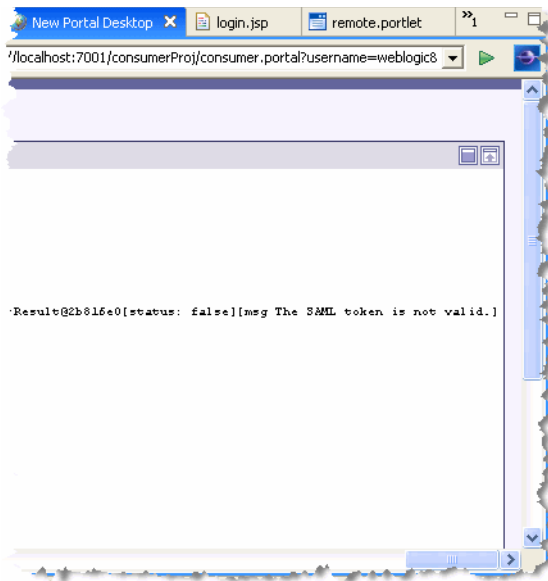 New Portal Desktop
login.jsp
remote.portlet
»1
'/localhost:7001/consumerProj/consumer.portal?username=weblogic8
Result@2b816e0[status: false][msg The SAML token is not valid.]